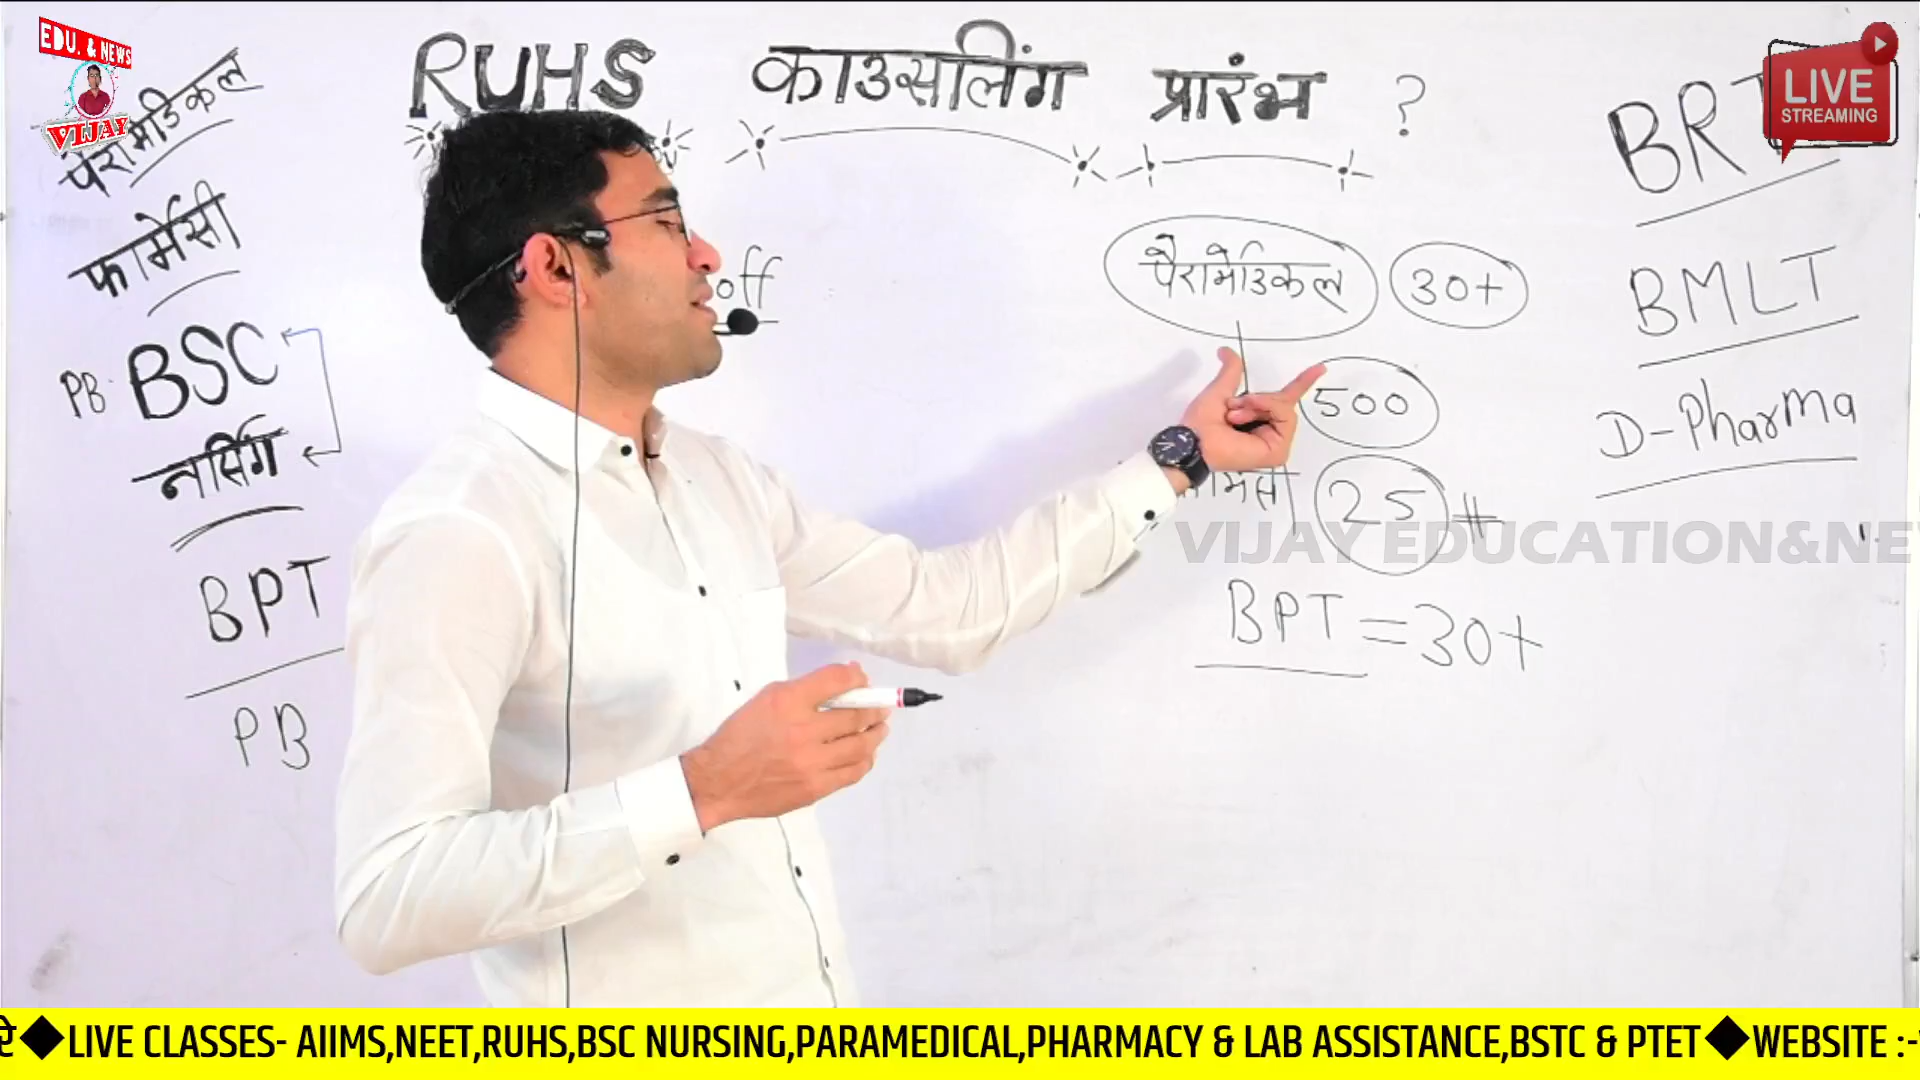 EDU. & NEWS
VIJAY
LIVE
STREAMING
RUHS काउसलिंग प्रारंभ ?
पैरामेडिकल
फार्मेसी
PB. BSC
नर्सिंग
BPT
PB
off
पैरामेडिकल 30+
500
25 #
BPT = 30+
BMLT
D-Pharma
VIJAY EDUCATION&NE
◆LIVE CLASSES- AIIMS,NEET,RUHS,BSC NURSING,PARAMEDICAL,PHARMACY & LAB ASSISTANCE,BSTC & PTET◆WEBSITE :-